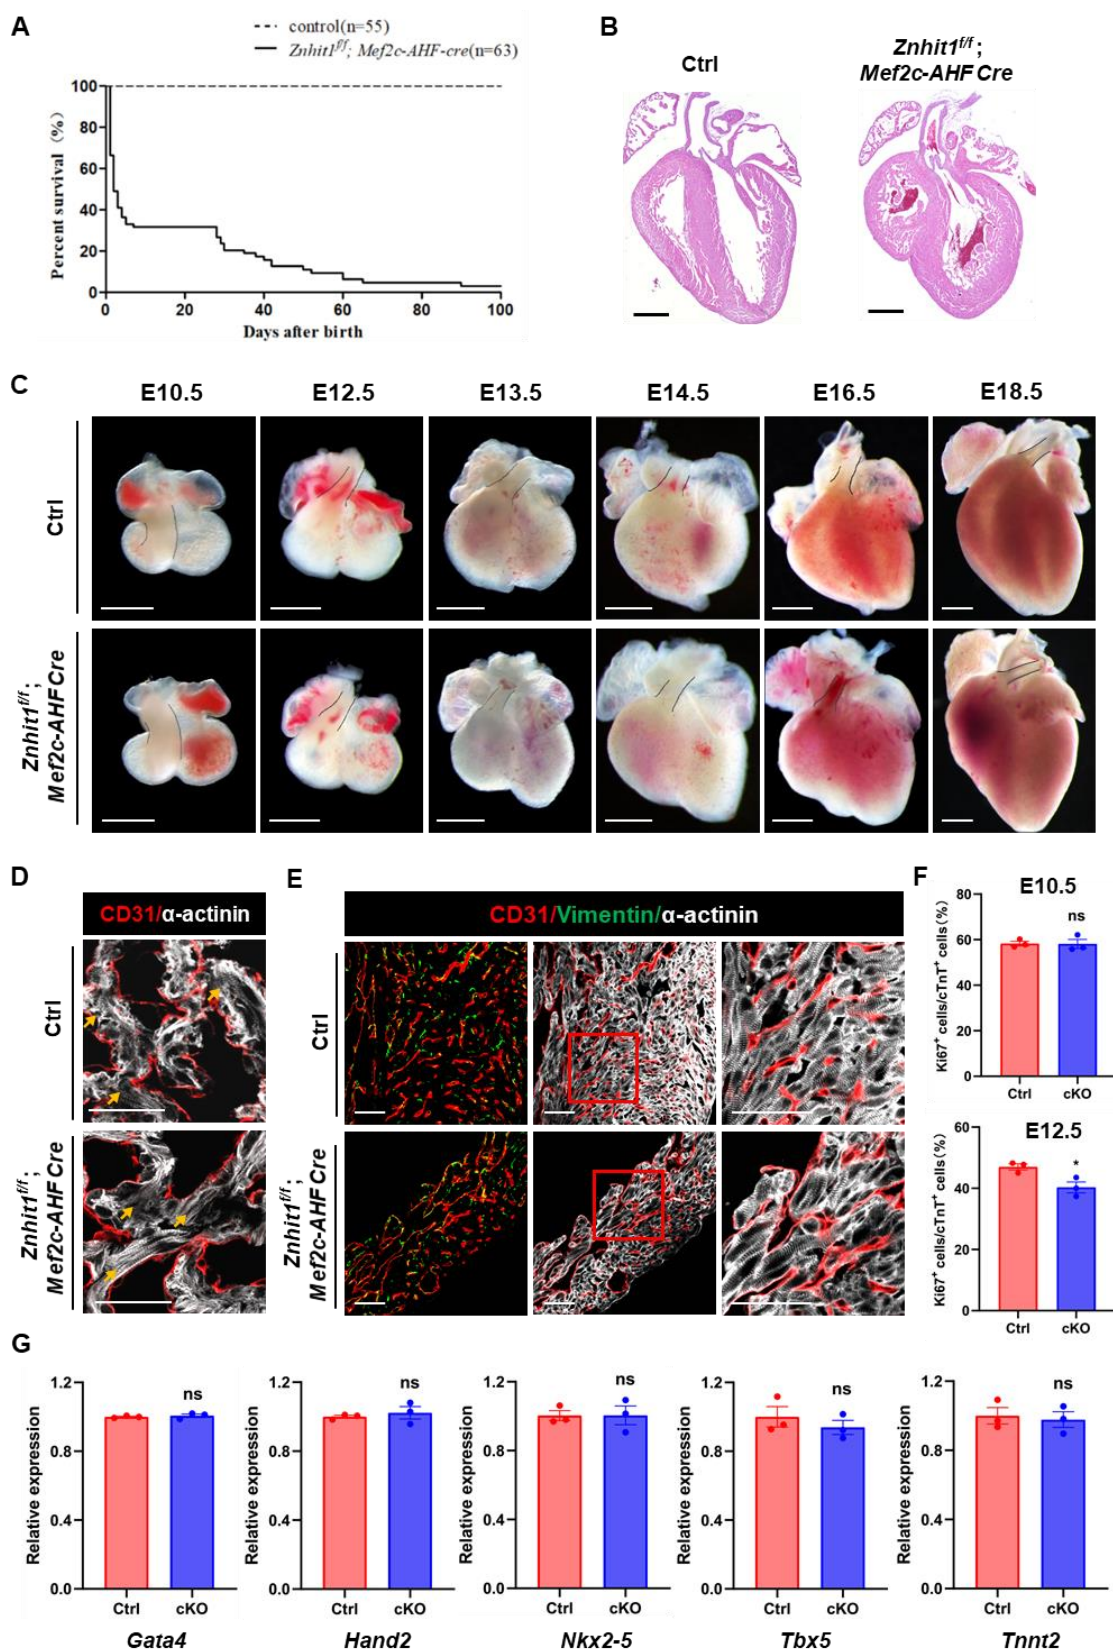 A
control(n=55)
Znhit1f/f; Mef2c-AHF-cre(n=63)
Percent survival (%)
100
80
60
40
20
0
0
20
40
60
80
100
Days after birth
B
Ctrl
Znhit1f/f;
Mef2c-AHF Cre
C
E10.5
E12.5
E13.5
E14.5
E16.5
E18.5
Ctrl
Znhit1f/f;
Mef2c-AHF Cre
D
CD31/α-actinin
Ctrl
Znhit1f/f;
Mef2c-AHF Cre
E
CD31/Vimentin/α-actinin
Ctrl
Znhit1f/f;
Mef2c-AHF Cre
F
E10.5
Ki67+ cells/cTnT+ cells(%)
80
60
40
20
0
ns
Ctrl
cKO
E12.5
Ki67+ cells/cTnT+ cells(%)
60
40
20
0
*
Ctrl
cKO
G
Relative expression
1.2
0.8
0.4
0.0
ns
Ctrl
cKO
Gata4
Relative expression
1.2
0.8
0.4
0.0
ns
Ctrl
cKO
Hand2
Relative expression
1.2
0.8
0.4
0.0
ns
Ctrl
cKO
Nkx2-5
Relative expression
1.2
0.8
0.4
0.0
ns
Ctrl
cKO
Tbx5
Relative expression
1.2
0.8
0.4
0.0
ns
Ctrl
cKO
Tnnt2